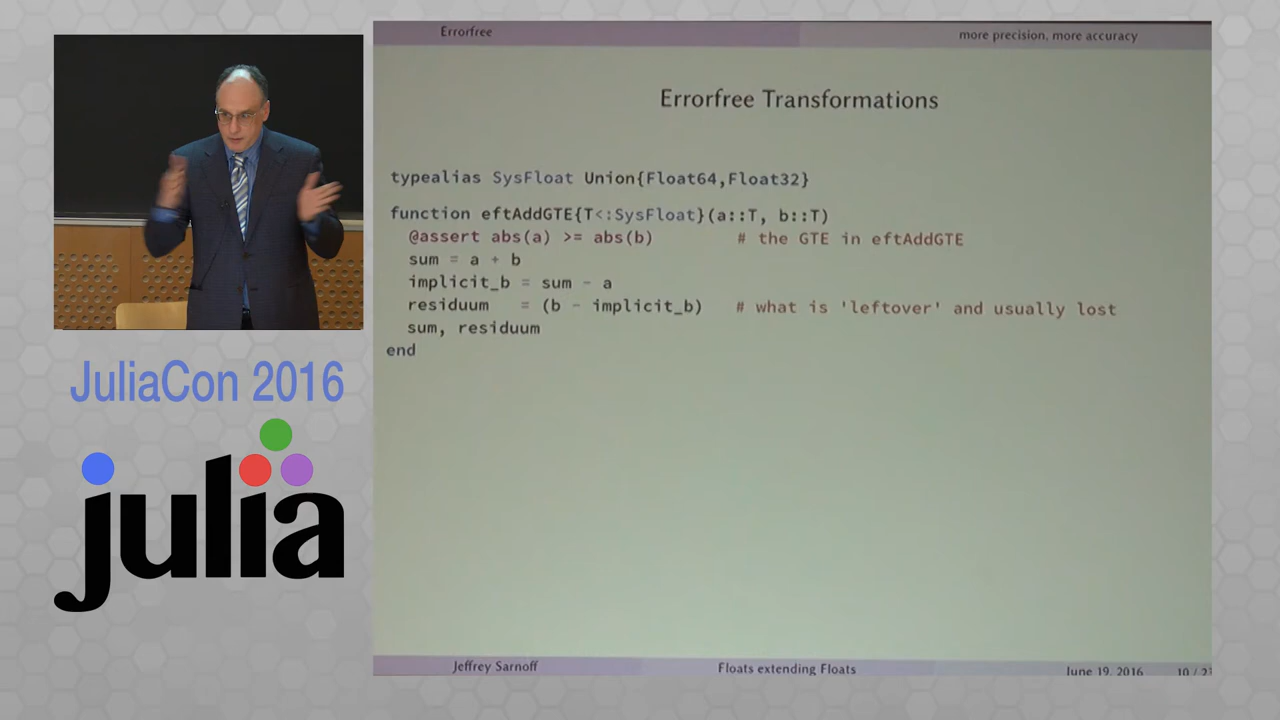 Errorfree
more precision, more accuracy
Errorfree Transformations
typealias SysFloat Union{Float64,Float32}
function eftAddGTE{T<:SysFloat}(a::T, b::T)
@assert abs(a) >= abs(b) # the GTE in eftAddGTE
sum = a + b
implicit_b = sum - a
residuum = (b - implicit_b) # what is 'leftover' and usually lost
sum, residuum
end
JuliaCon 2016
julia
Jeffrey Sarnoff
Floats extending Floats
June 19, 2016
10 /